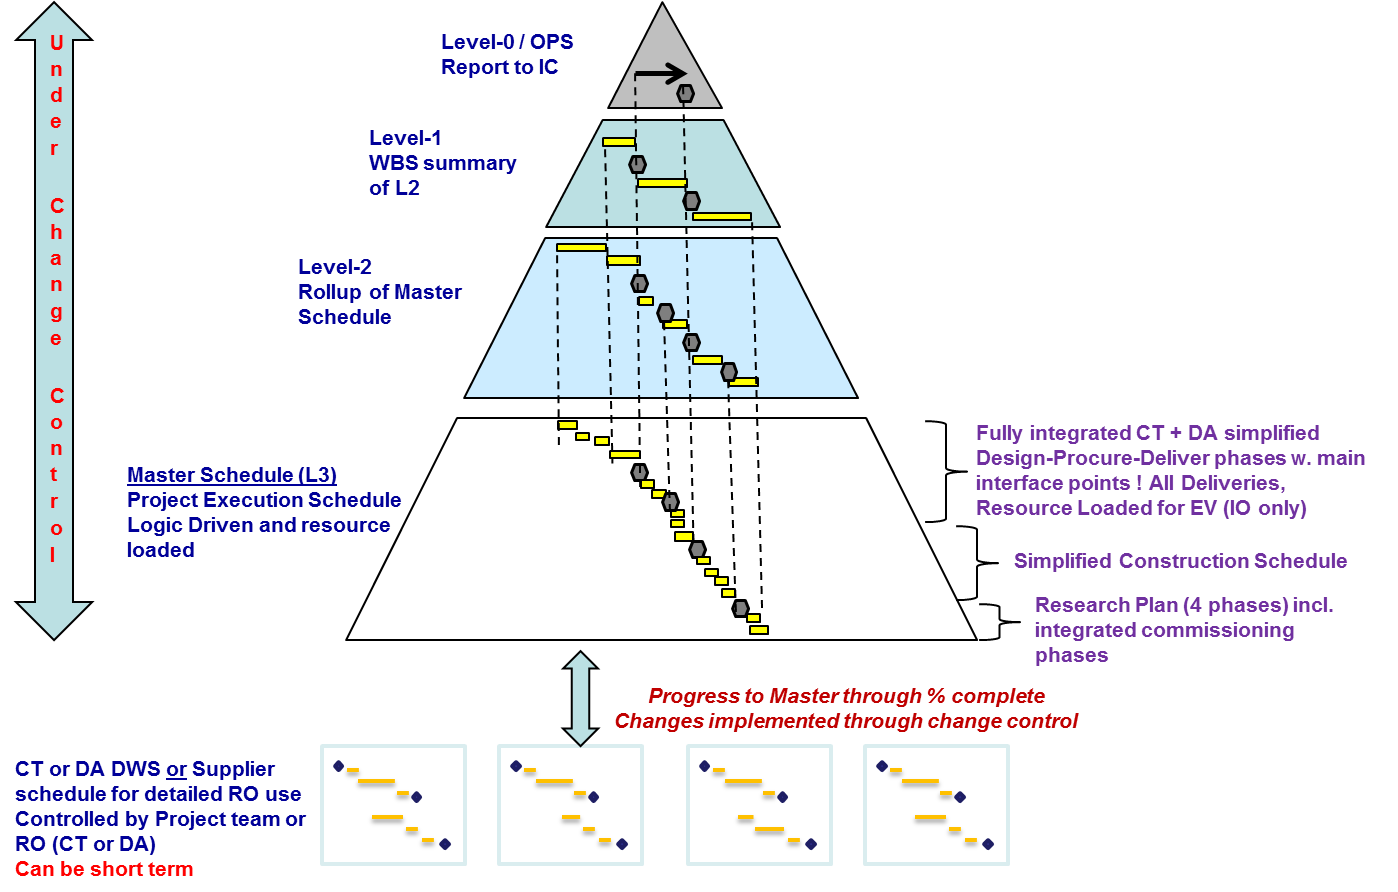 Under Change Control
Level-0 / OPS
Report to IC
Level-1
WBS summary
of L2
Level-2
Rollup of Master
Schedule
Master Schedule (L3)
Project Execution Schedule
Logic Driven and resource
loaded
Fully integrated CT + DA simplified
Design-Procure-Deliver phases w. main
interface points ! All Deliveries,
Resource Loaded for EV (IO only)
Simplified Construction Schedule
Research Plan (4 phases) incl.
integrated commissioning
phases
Progress to Master through % complete
Changes implemented through change control
CT or DA DWS or Supplier
schedule for detailed RO use
Controlled by Project team or
RO (CT or DA)
Can be short term